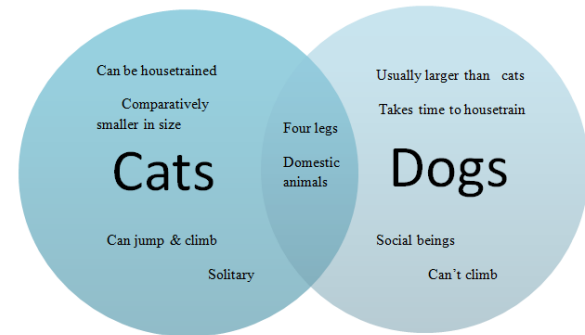 Can be housetrained
Comparatively
smaller in size
Cats
Can jump & climb
Solitary
Four legs
Domestic
animals
Usually larger than cats
Takes time to housetrain
Dogs
Social beings
Can't climb